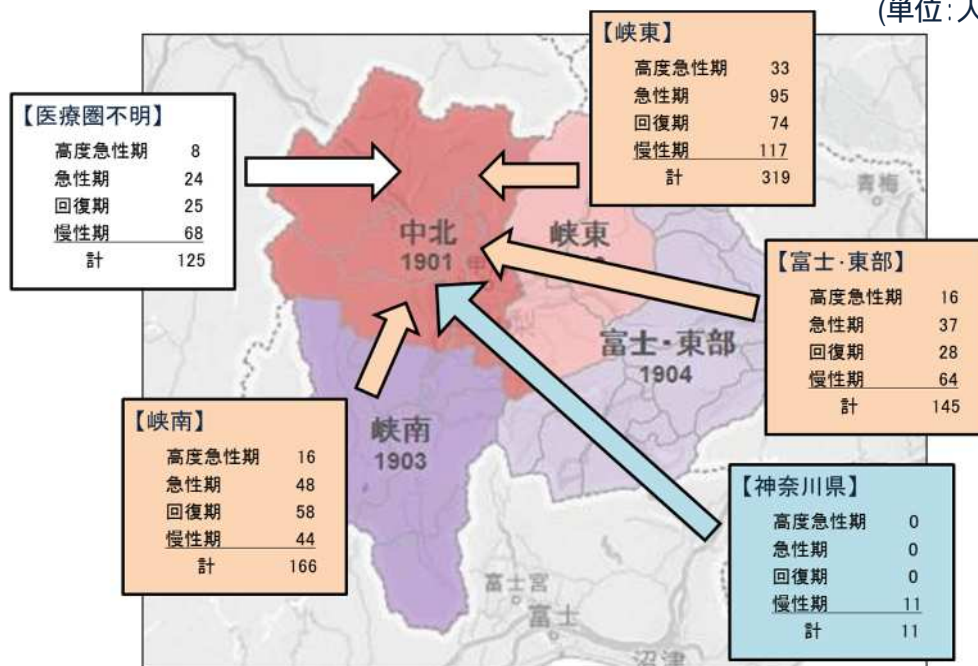 (単位:人
【峡東】
高度急性期 33
急性期 95
回復期 74
慢性期 117
計 319
【医療圏不明】
高度急性期 8
急性期 24
回復期 25
慢性期 68
計 125
青梅
中北
1901
峡東
【富士・東部】
高度急性期 16
急性期 37
回復期 28
慢性期 64
計 145
富士・東部
1904
【峡南】
高度急性期 16
急性期 48
回復期 58
慢性期 44
計 166
峡南
1903
【神奈川県】
高度急性期 0
急性期 0
回復期 0
慢性期 11
計 11
富士宮
富士
沼津